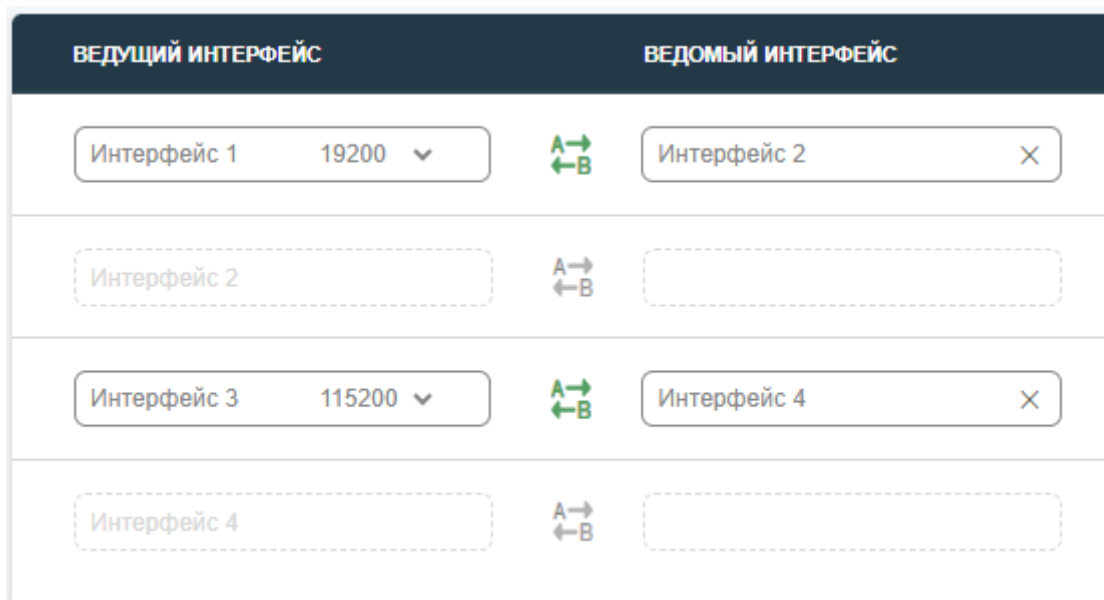 ВЕДУЩИЙ ИНТЕРФЕЙС ВЕДОМЫЙ ИНТЕРФЕЙС
Интерфейс 1 19200 A B Интерфейс 2
Интерфейс 2 A B
Интерфейс 3 115200 A B Интерфейс 4
Интерфейс 4 A B